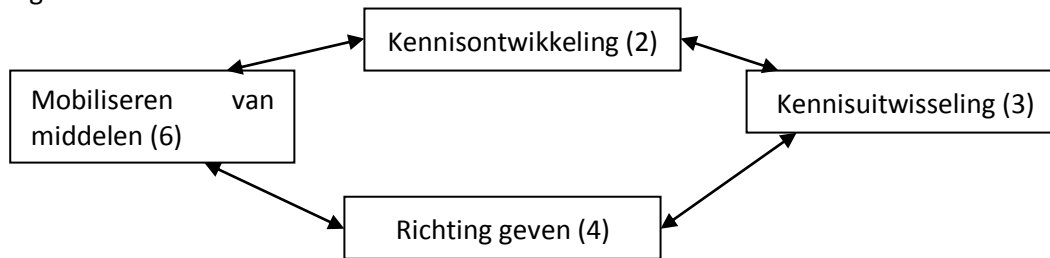 Kennisontwikkeling (2)
Mobiliseren van
middelen (6)
Kennisuitwisseling (3)
Richting geven (4)